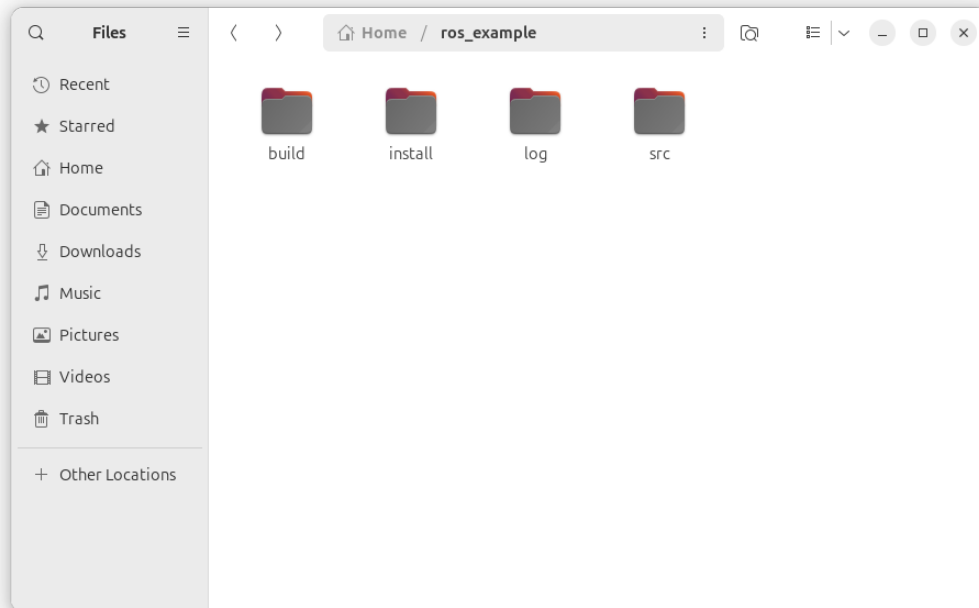 Files
Home / ros_example
Recent
Starred
Home
Documents
Downloads
Music
Pictures
Videos
Trash
Other Locations
build
install
log
src